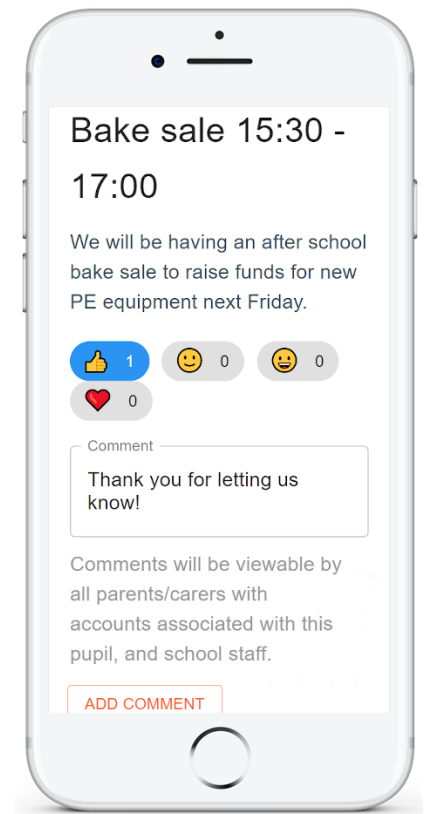 Bake sale 15:30 -
17:00
We will be having an after school
bake sale to raise funds for new
PE equipment next Friday.
1 0 0
0
Comment
Thank you for letting us
know!
Comments will be viewable by
all parents/carers with
accounts associated with this
pupil, and school staff.
ADD COMMENT